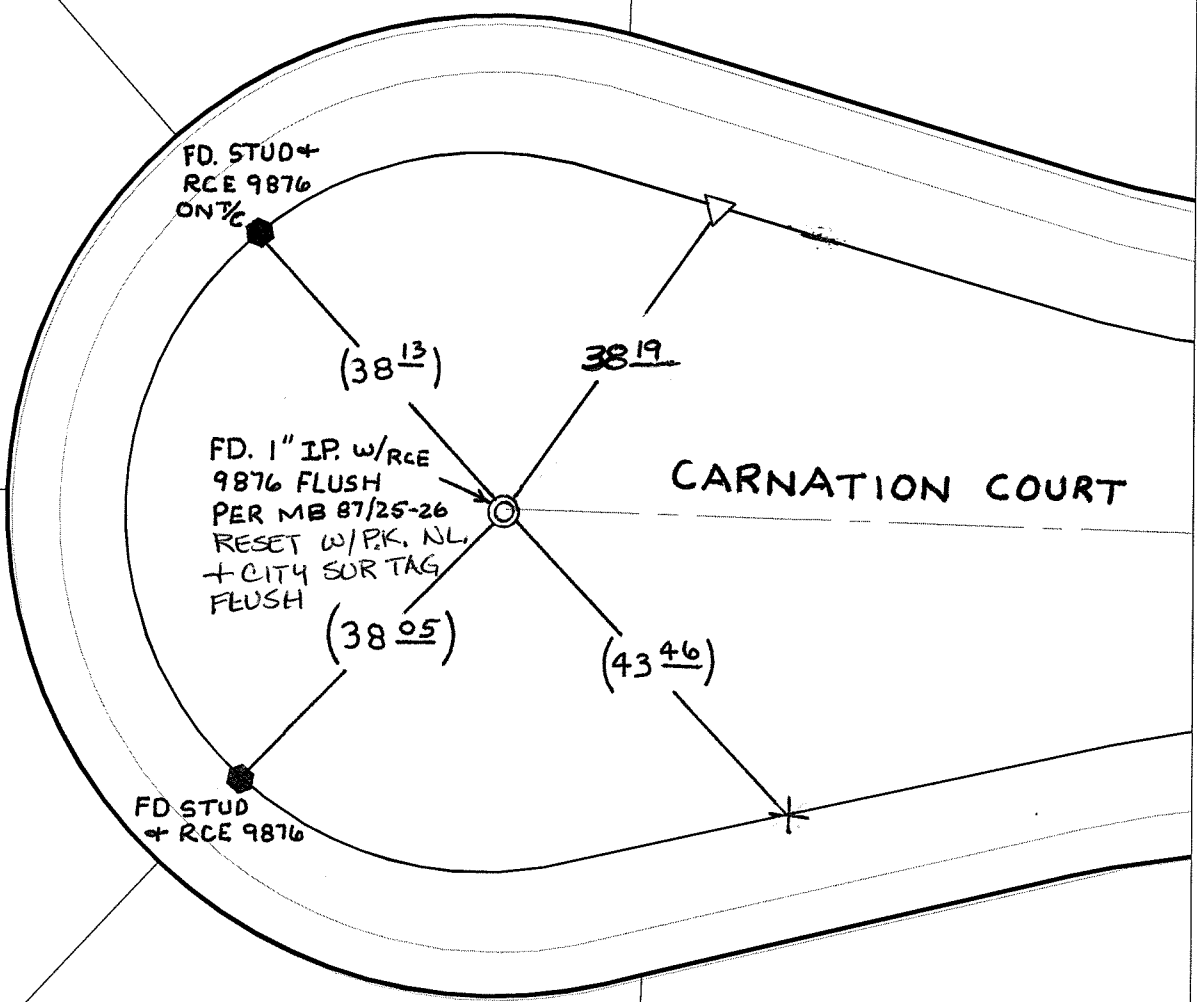 FD. STUD +
RCE 9876
ON T/C
(38 13)
38 19
FD. 1" I.P. W/RCE
9876 FLUSH
PER MB 87/25-26
RESET W/P.K. NL.
+ CITY SUR TAG
FLUSH
CARNATION COURT
(38 05)
(43 46)
FD STUD
+ RCE 9876